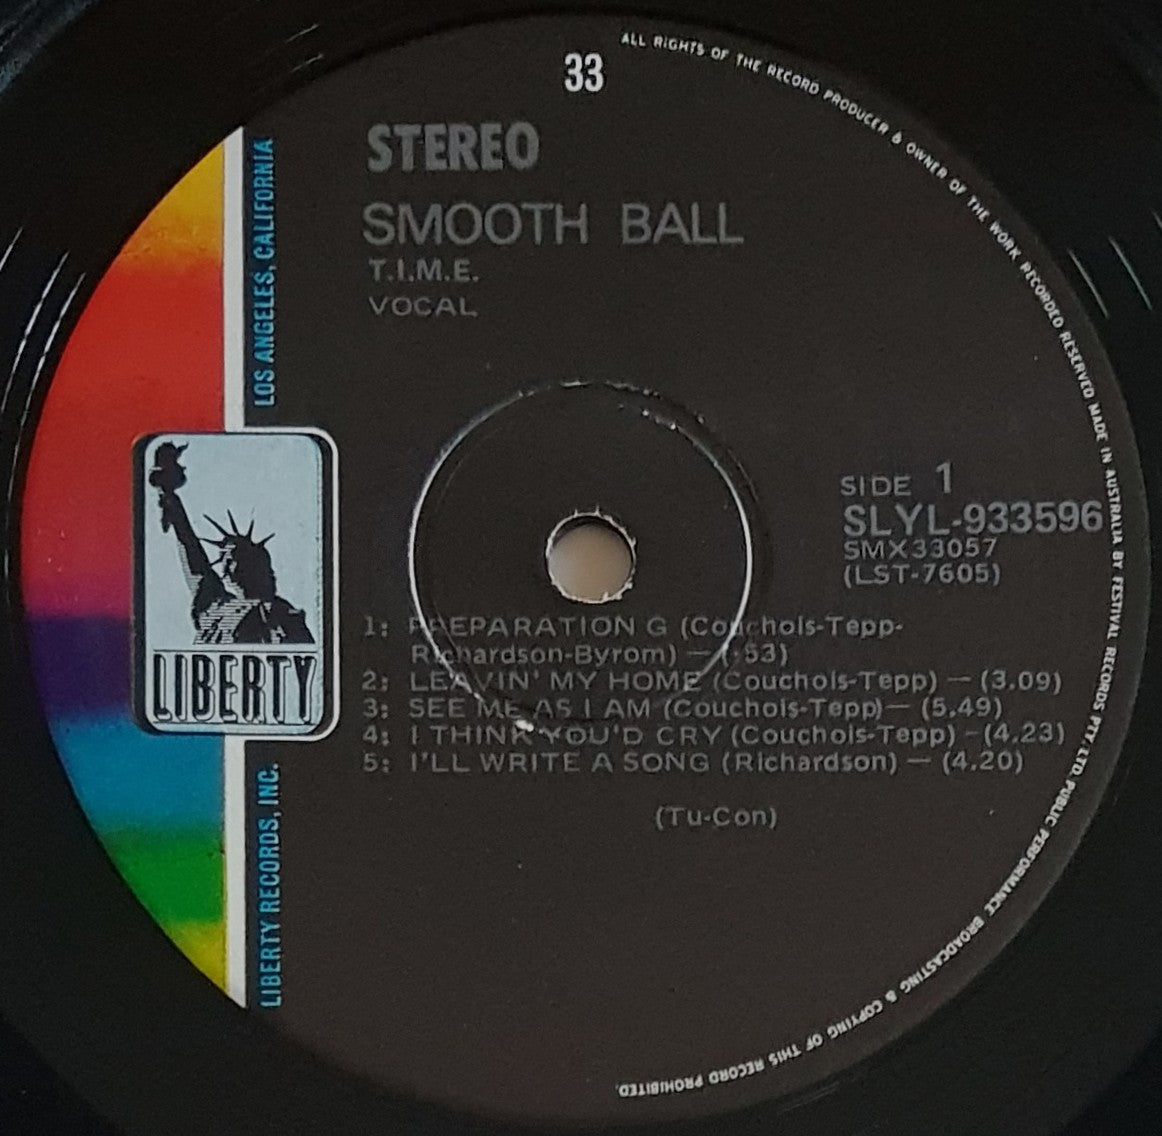 33
STEREO
SMOOTH BALL
T.I.M.E.
VOCAL
SIDE 1
SLYL-933596
SMX33057
(LST-7605)
1: PREPARATION G (Couchois-Tepp-
Richardson-Byrom) — (·53)
2: LEAVIN' MY HOME (Couchois-Tepp) — (3.09)
3: SEE ME AS I AM (Couchois-Tepp) — (5.49)
4: I THINK YOU'D CRY (Couchois-Tepp) - (4.23)
5: I'LL WRITE A SONG (Richardson) — (4.20)
(Tu-Con)
LIBERTY
LIBERTY RECORDS, INC.
LOS ANGELES, CALIFORNIA
ALL RIGHTS OF THE RECORD PRODUCER & OWNER OF THE WORK RECORDED RESERVED MADE IN AUSTRALIA BY FESTIVAL RECORDS PTY. LTD. PUBLIC PERFORMANCE BROADCASTING & COPYING OF THIS RECORD PROHIBITED.